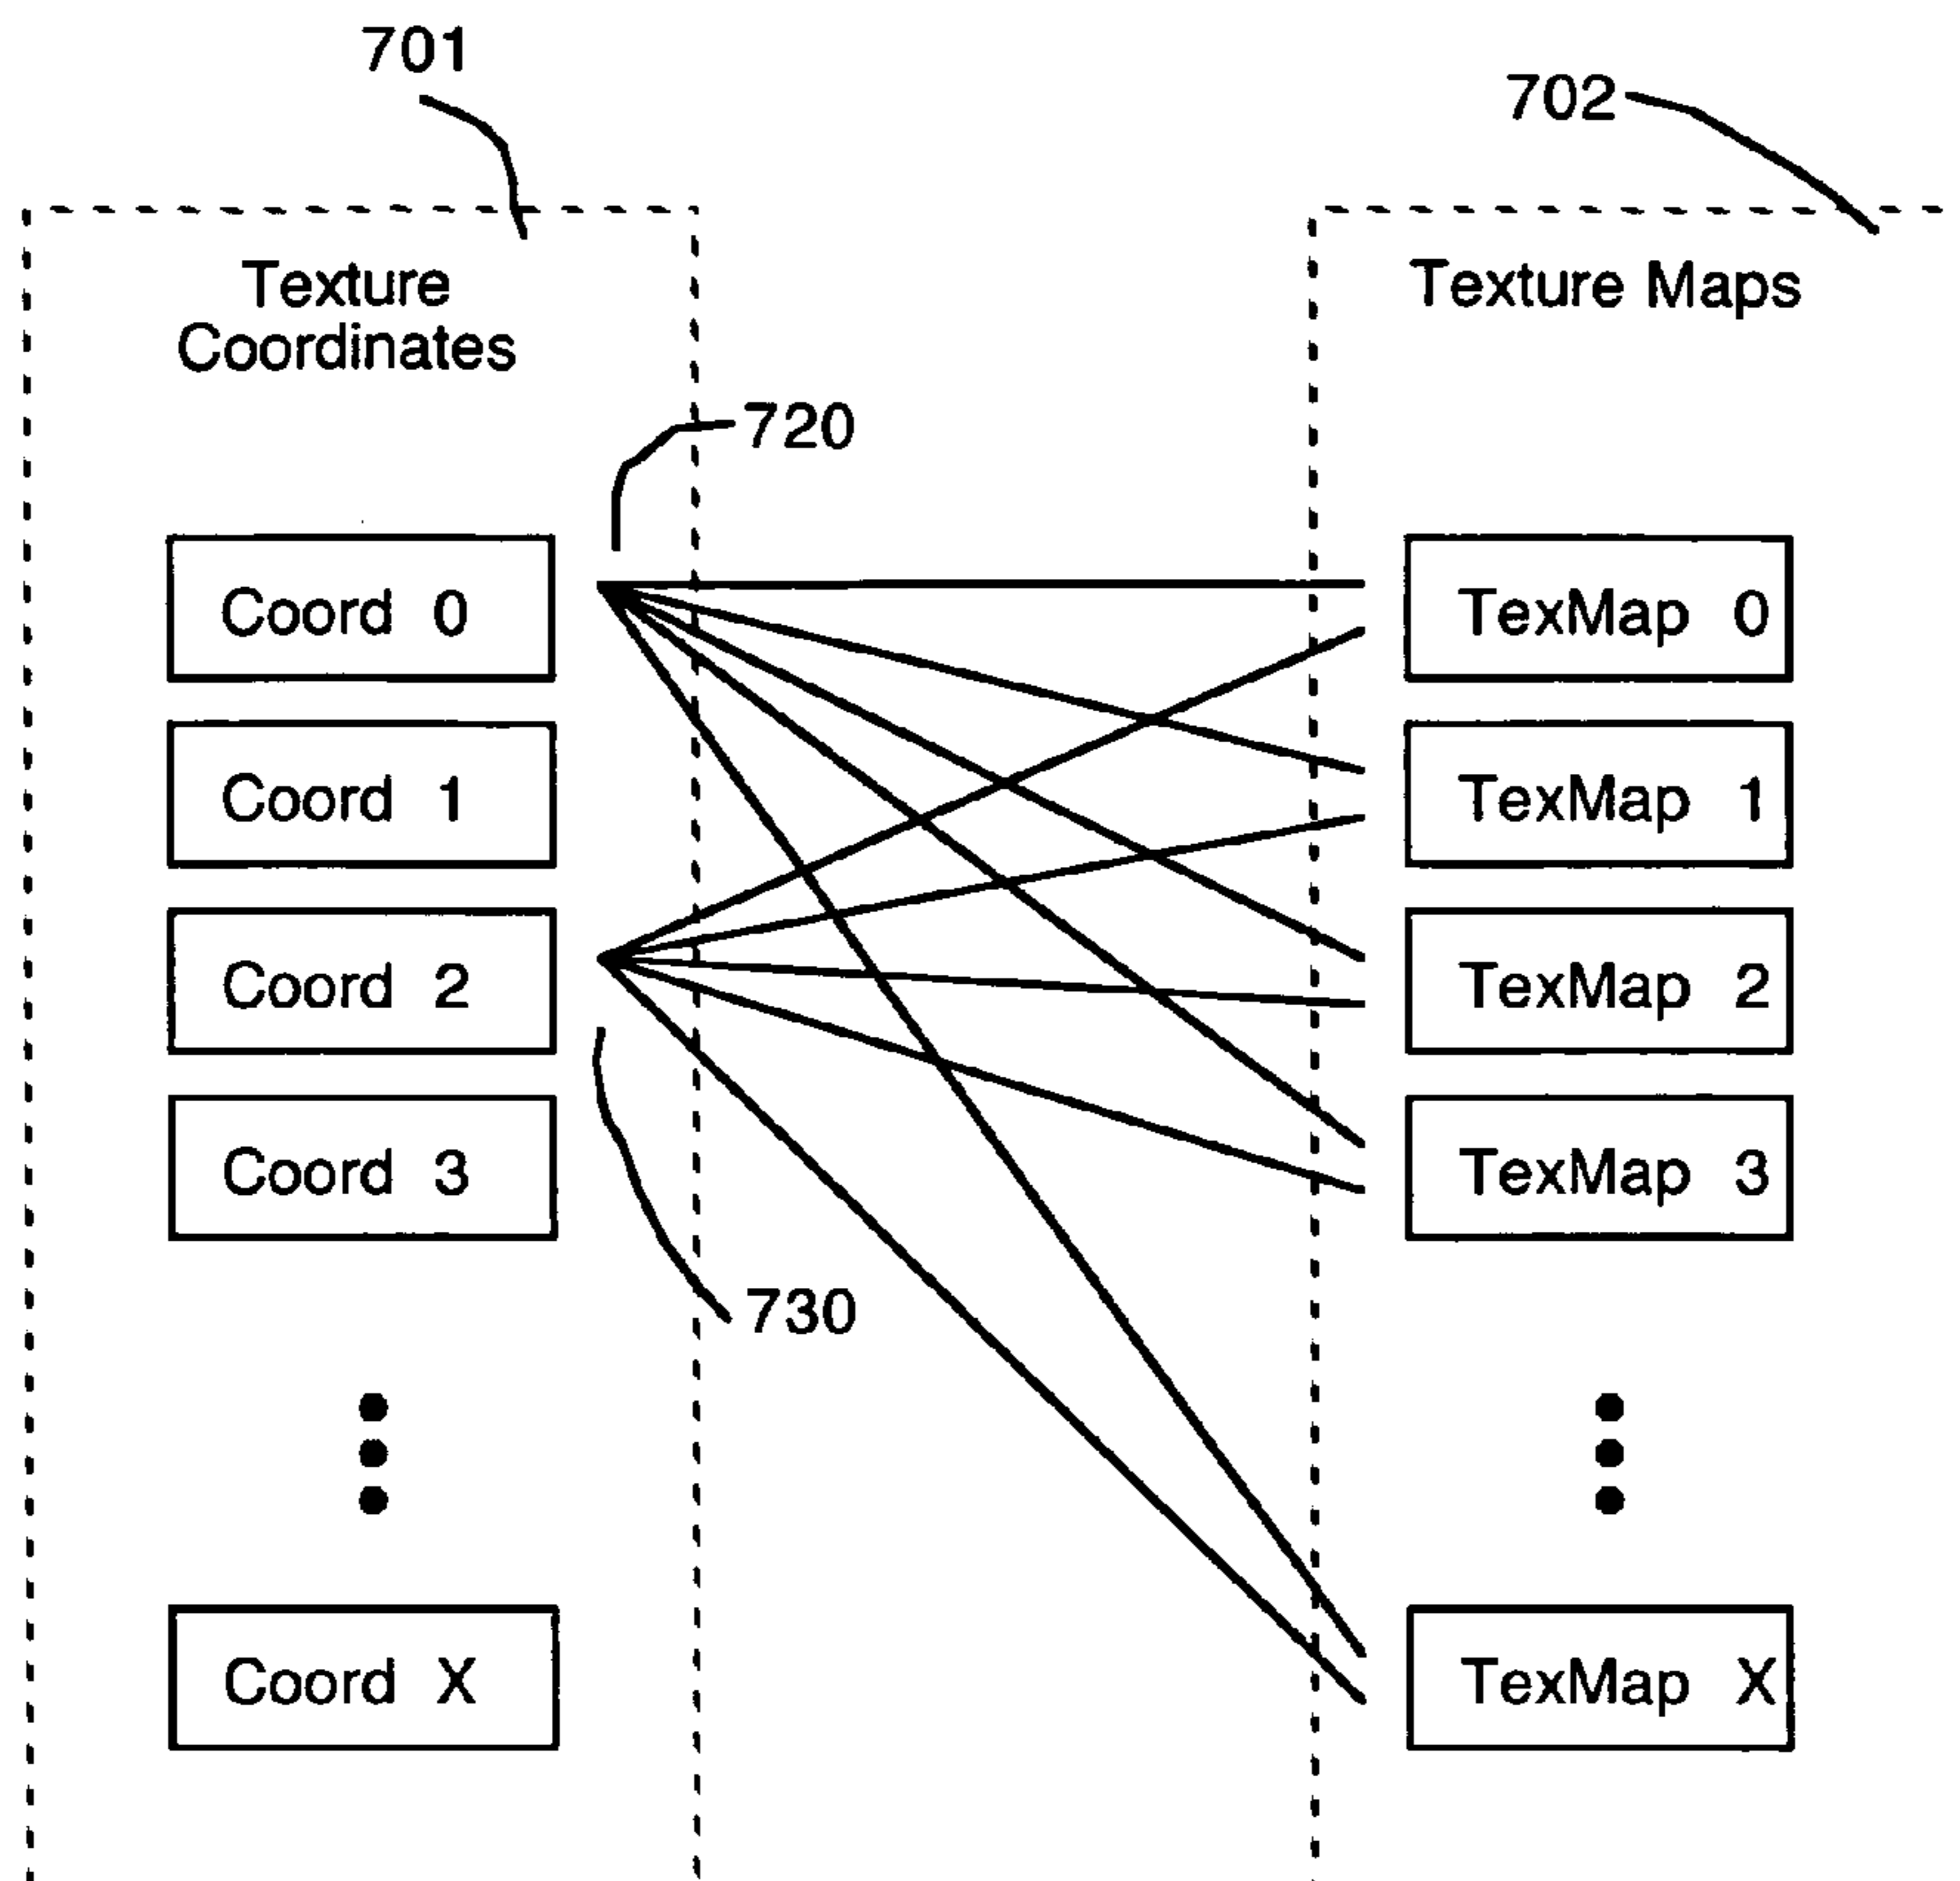 701
702
Texture
Coordinates
Texture Maps
720
Coord 0
TexMap 0
Coord 1
TexMap 1
Coord 2
TexMap 2
Coord 3
TexMap 3
730
Coord X
TexMap X